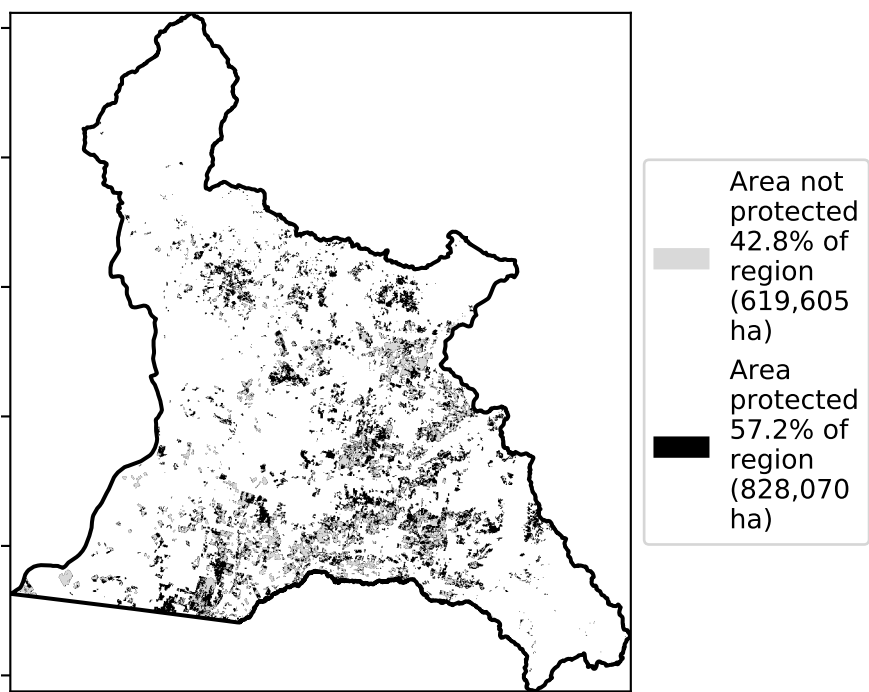 Area not
protected
42.8% of
region
(619,605
ha)
Area
protected
57.2% of
region
(828,070
ha)